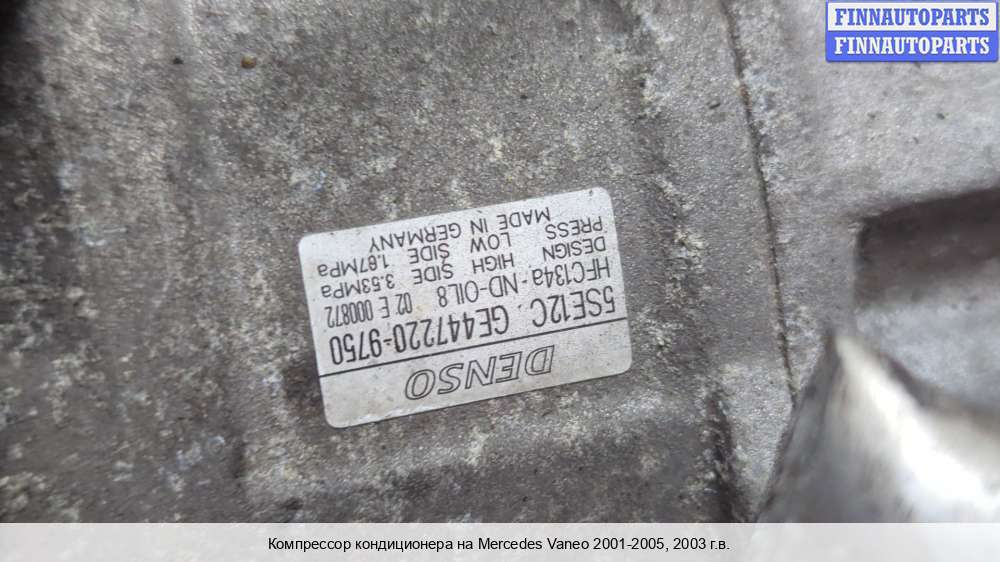 FINNAUTOPARTS
FINNAUTOPARTS
DENSO
5SE12C. GE447220-9750
HFC134a-ND-OIL8 02'E 000872
DESIGN HIGH SIDE 3.53MPa
PRESS LOW SIDE 1.87MPa
MADE IN GERMANY
Компрессор кондиционера на Mercedes Vaneo 2001-2005, 2003 г.в.